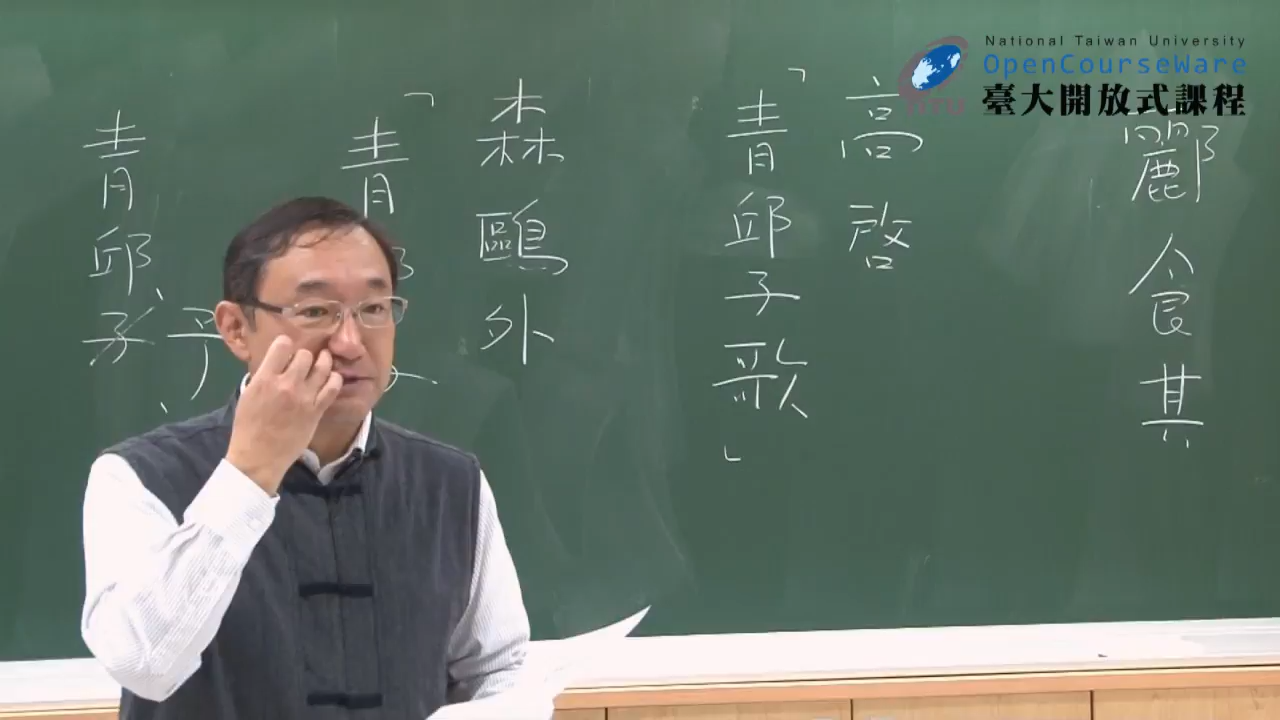 National Taiwan University
OpenCourseWare
臺大開放式課程
NTU
酈食其
高啓
「青邱子歌」
森鷗外
「青
青邱子